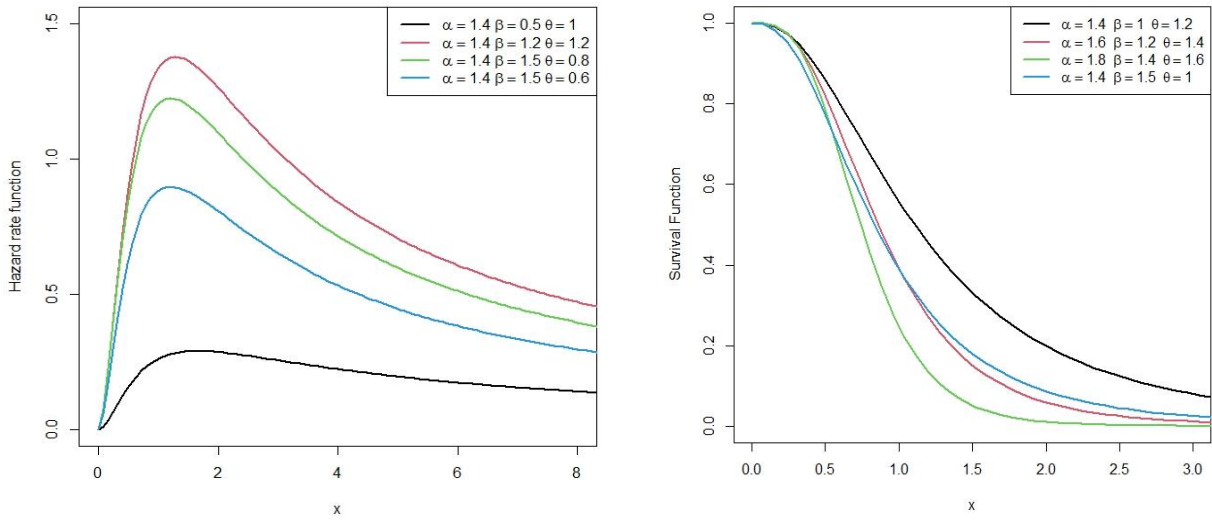 α = 1.4 β = 0.5 θ = 1
α = 1.4 β = 1.2 θ = 1.2
α = 1.4 β = 1.5 θ = 0.8
α = 1.4 β = 1.5 θ = 0.6
1.5
1.0
0.5
0.0
Hazard rate function
0 2 4 6 8
x
α = 1.4 β = 1 θ = 1.2
α = 1.6 β = 1.2 θ = 1.4
α = 1.8 β = 1.4 θ = 1.6
α = 1.4 β = 1.5 θ = 1
1.0
0.8
0.6
0.4
0.2
0.0
Survival Function
0.0 0.5 1.0 1.5 2.0 2.5 3.0
x